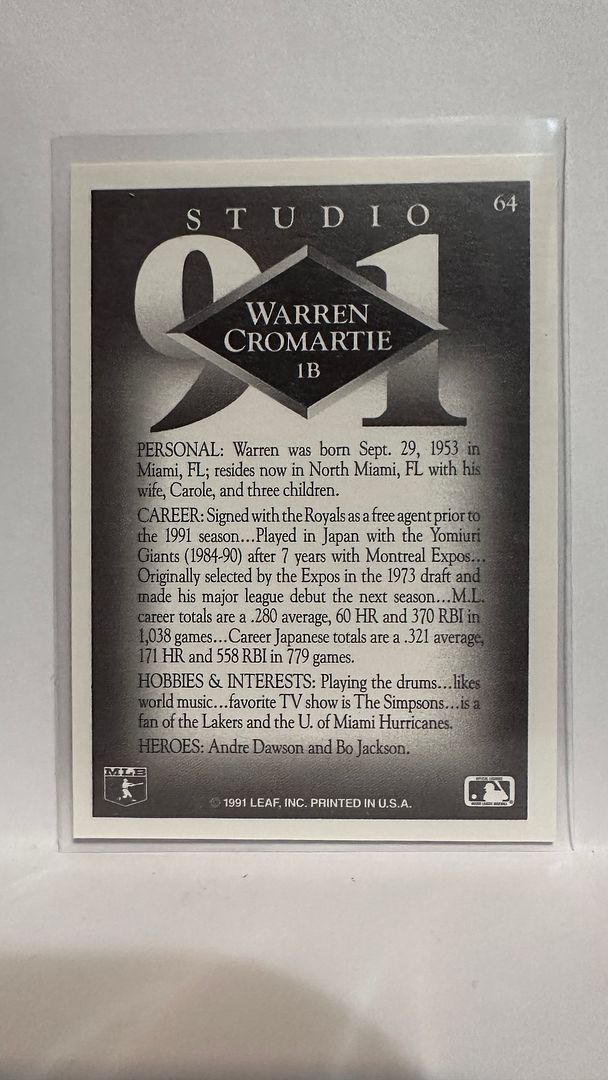 STUDIO
64
91
WARREN
CROMARTIE
1B
PERSONAL: Warren was born Sept. 29, 1953 in
Miami, FL; resides now in North Miami, FL with his
wife, Carole, and three children.
CAREER: Signed with the Royals as a free agent prior to
the 1991 season...Played in Japan with the Yomiuri
Giants (1984-90) after 7 years with Montreal Expos...
Originally selected by the Expos in the 1973 draft and
made his major league debut the next season...M.L.
career totals are a .280 average, 60 HR and 370 RBI in
1,038 games...Career Japanese totals are a .321 average,
171 HR and 558 RBI in 779 games.
HOBBIES & INTERESTS: Playing the drums...likes
world music...favorite TV show is The Simpsons...is a
fan of the Lakers and the U. of Miami Hurricanes.
HEROES: Andre Dawson and Bo Jackson.
MLB
© 1991 LEAF, INC. PRINTED IN U.S.A.